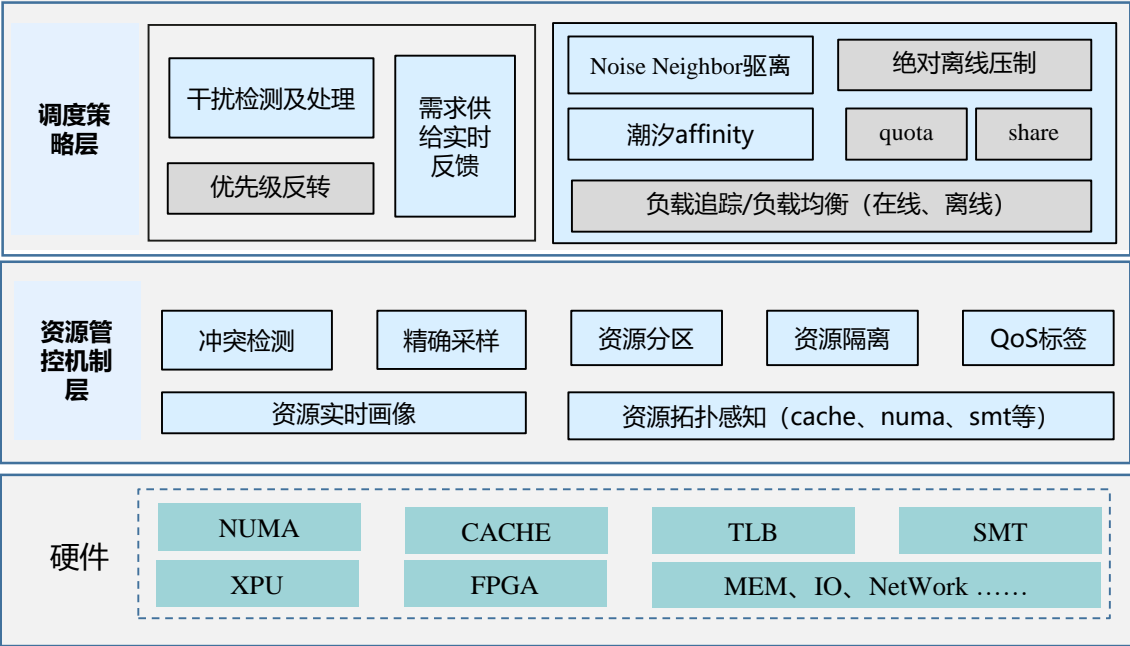 调度策
略层
干扰检测及处理
优先级反转
需求供
给实时
反馈
Noise Neighbor驱离
绝对离线压制
潮汐affinity
quota
share
负载追踪/负载均衡（在线、离线）
资源管
控机制
层
冲突检测
精确采样
资源分区
资源隔离
QoS标签
资源实时画像
资源拓扑感知（cache、numa、smt等）
硬件
NUMA
CACHE
TLB
SMT
XPU
FPGA
MEM、IO、NetWork ……